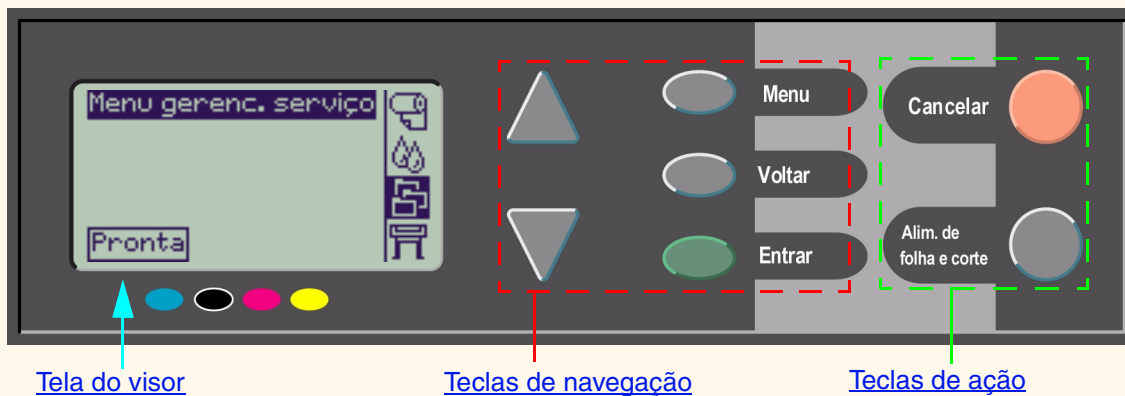 Menu gerenc. serviço
Pronta
Menu
Voltar
Entrar
Cancelar
Alim. de
folha e corte
Tela do visor
Teclas de navegação
Teclas de ação